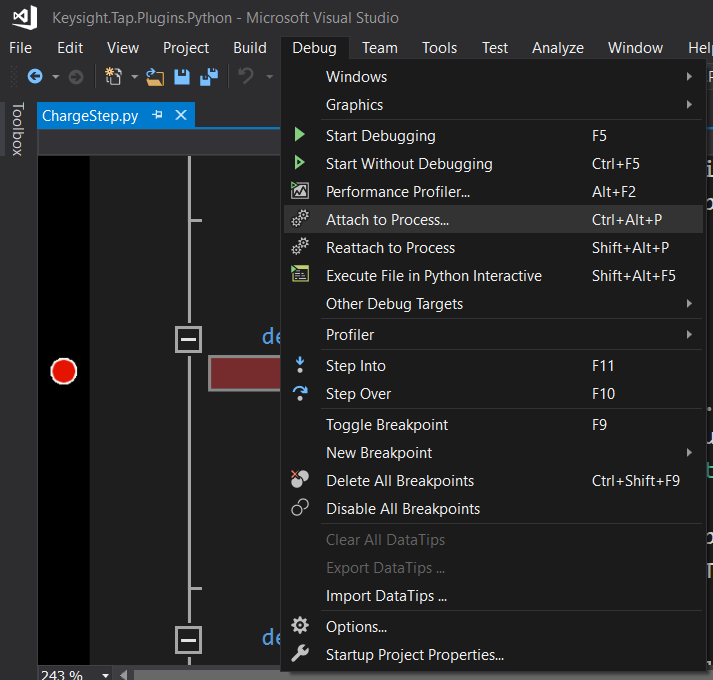 Keysight.Tap.Plugins.Python - Microsoft Visual Studio
File Edit View Project Build Debug Team Tools Test Analyze Window Hel
Toolbox
ChargeStep.py
Windows
Graphics
Start Debugging F5
Start Without Debugging Ctrl+F5
Performance Profiler... Alt+F2
Attach to Process... Ctrl+Alt+P
Reattach to Process Shift+Alt+P
Execute File in Python Interactive Shift+Alt+F5
Other Debug Targets
Profiler
de
Step Into F11
Step Over F10
Toggle Breakpoint F9
New Breakpoint
Delete All Breakpoints Ctrl+Shift+F9
Disable All Breakpoints
Clear All DataTips
Export DataTips ...
Import DataTips ...
Options...
de
Startup Project Properties...
243 %